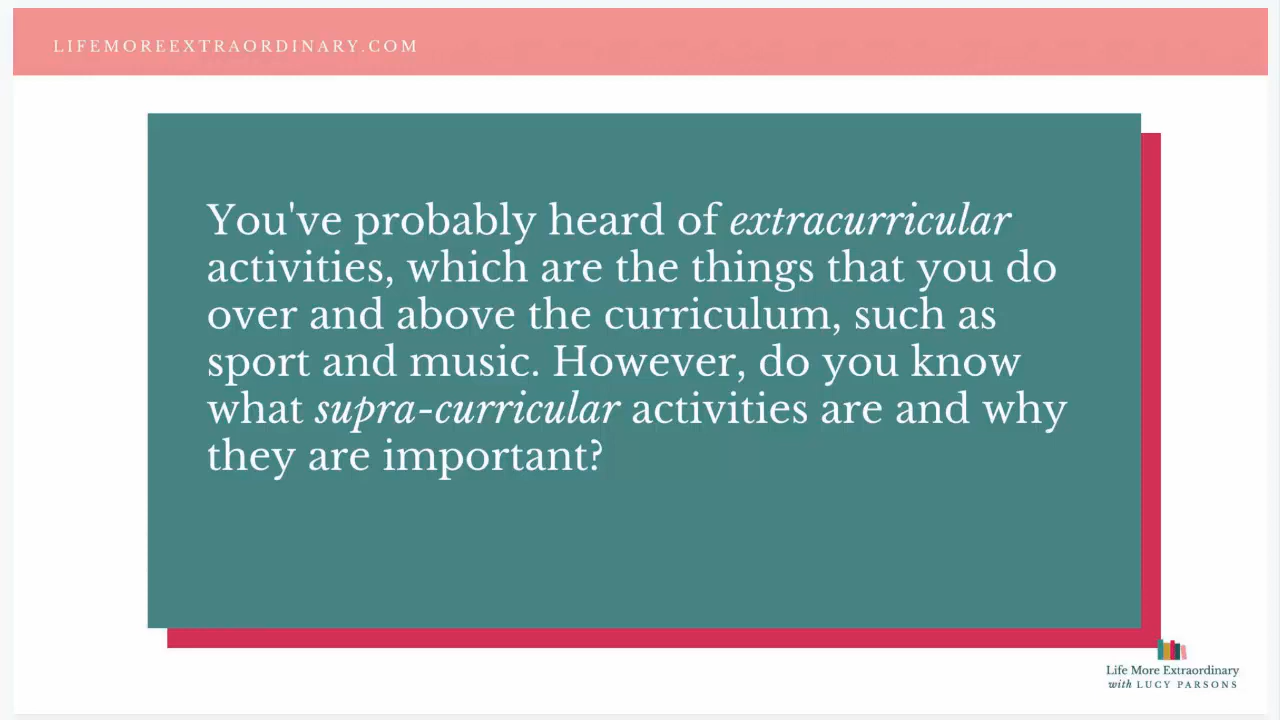 LIFEMOREEXTRAORDINARY.COM
You've probably heard of extracurricular
activities, which are the things that you do
over and above the curriculum, such as
sport and music. However, do you know
what supra-curricular activities are and why
they are important?
Life More Extraordinary
with LUCY PARSONS